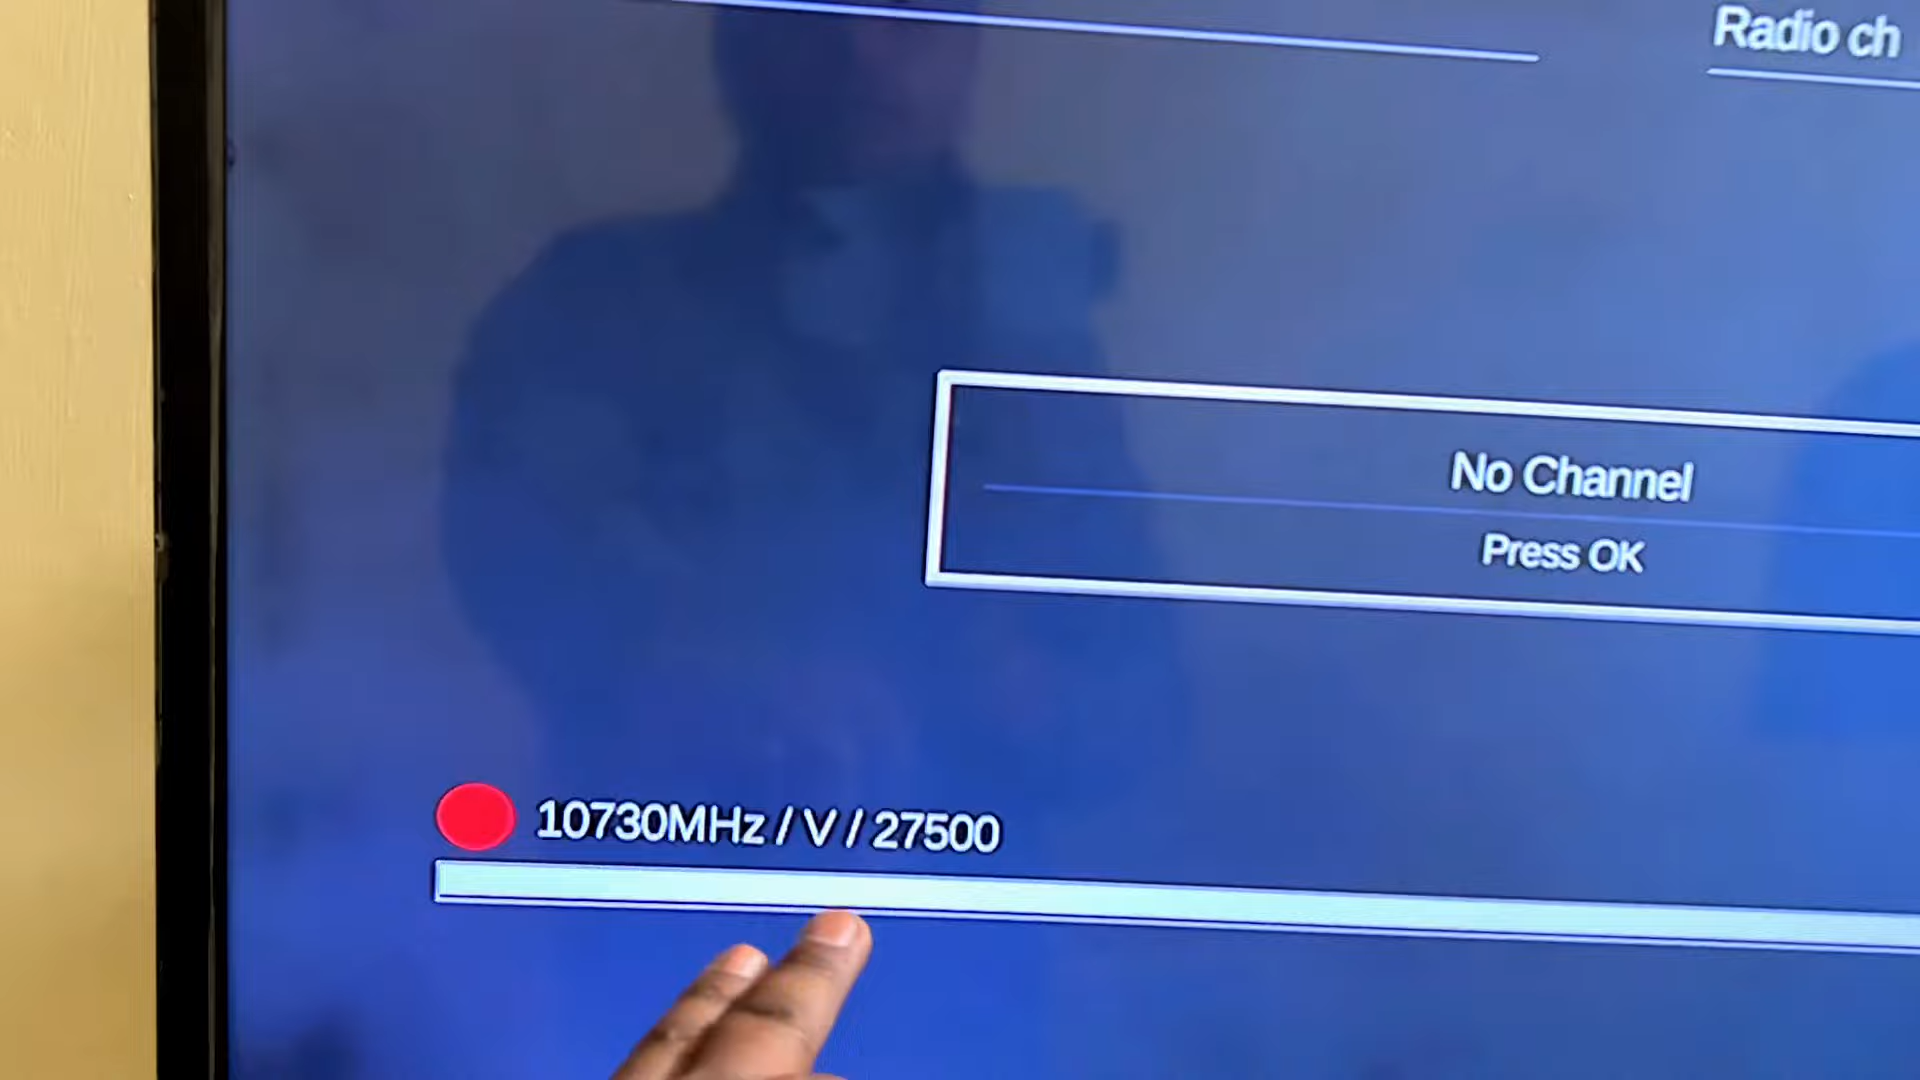 Radio ch
No Channel
Press OK
10730MHz / V / 27500